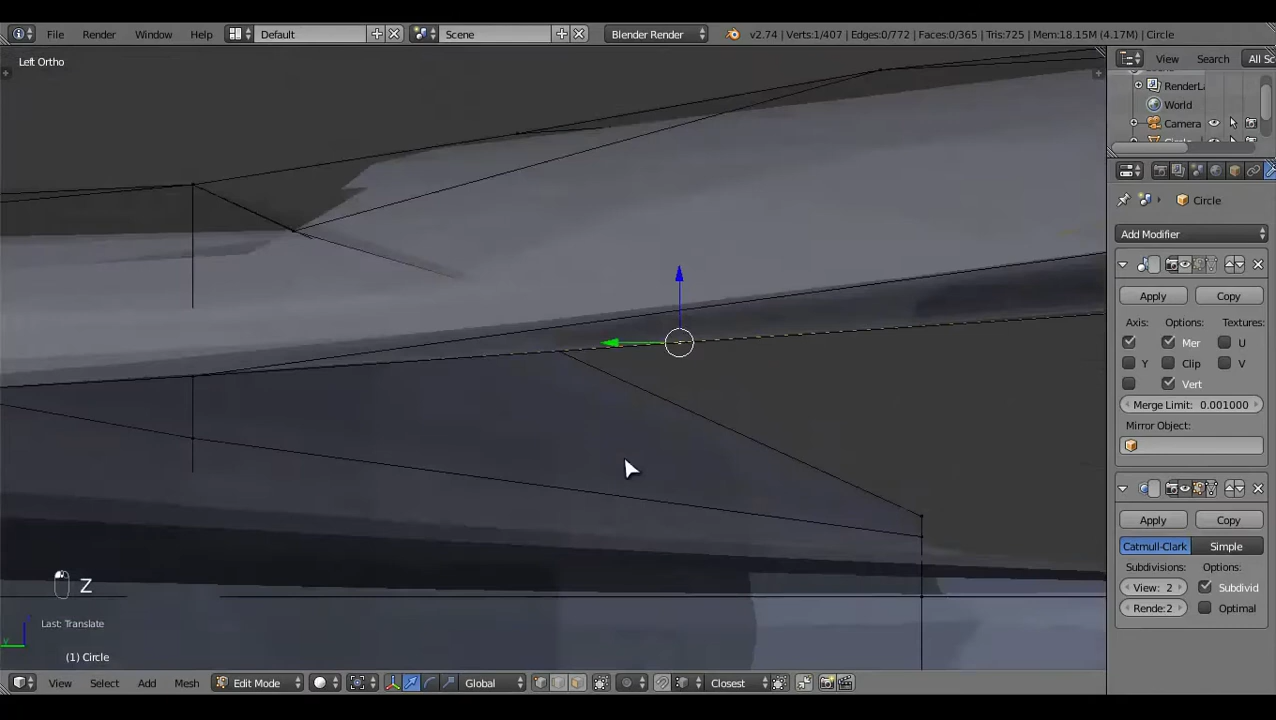 File Render Window Help Default Scene Blender Render v2.74 | Verts:1/407 | Edges:0/772 | Faces:0/365 | Tris:725 | Mem:18.15M (4.17M) | Circle
Left Ortho
View Search All Sc
RenderLa
World
Camera
Circle
Add Modifier
Apply Copy
Axis: Options: Textures:
Mer U
Y Clip V
Vert
Merge Limit: 0.001000
Mirror Object:
Apply Copy
Catmull-Clark Simple
Subdivisions: Options:
View: 2 Subdivid
Rende:2 Optimal
Z
Last: Translate
(1) Circle
View Select Add Mesh Edit Mode Global Closest